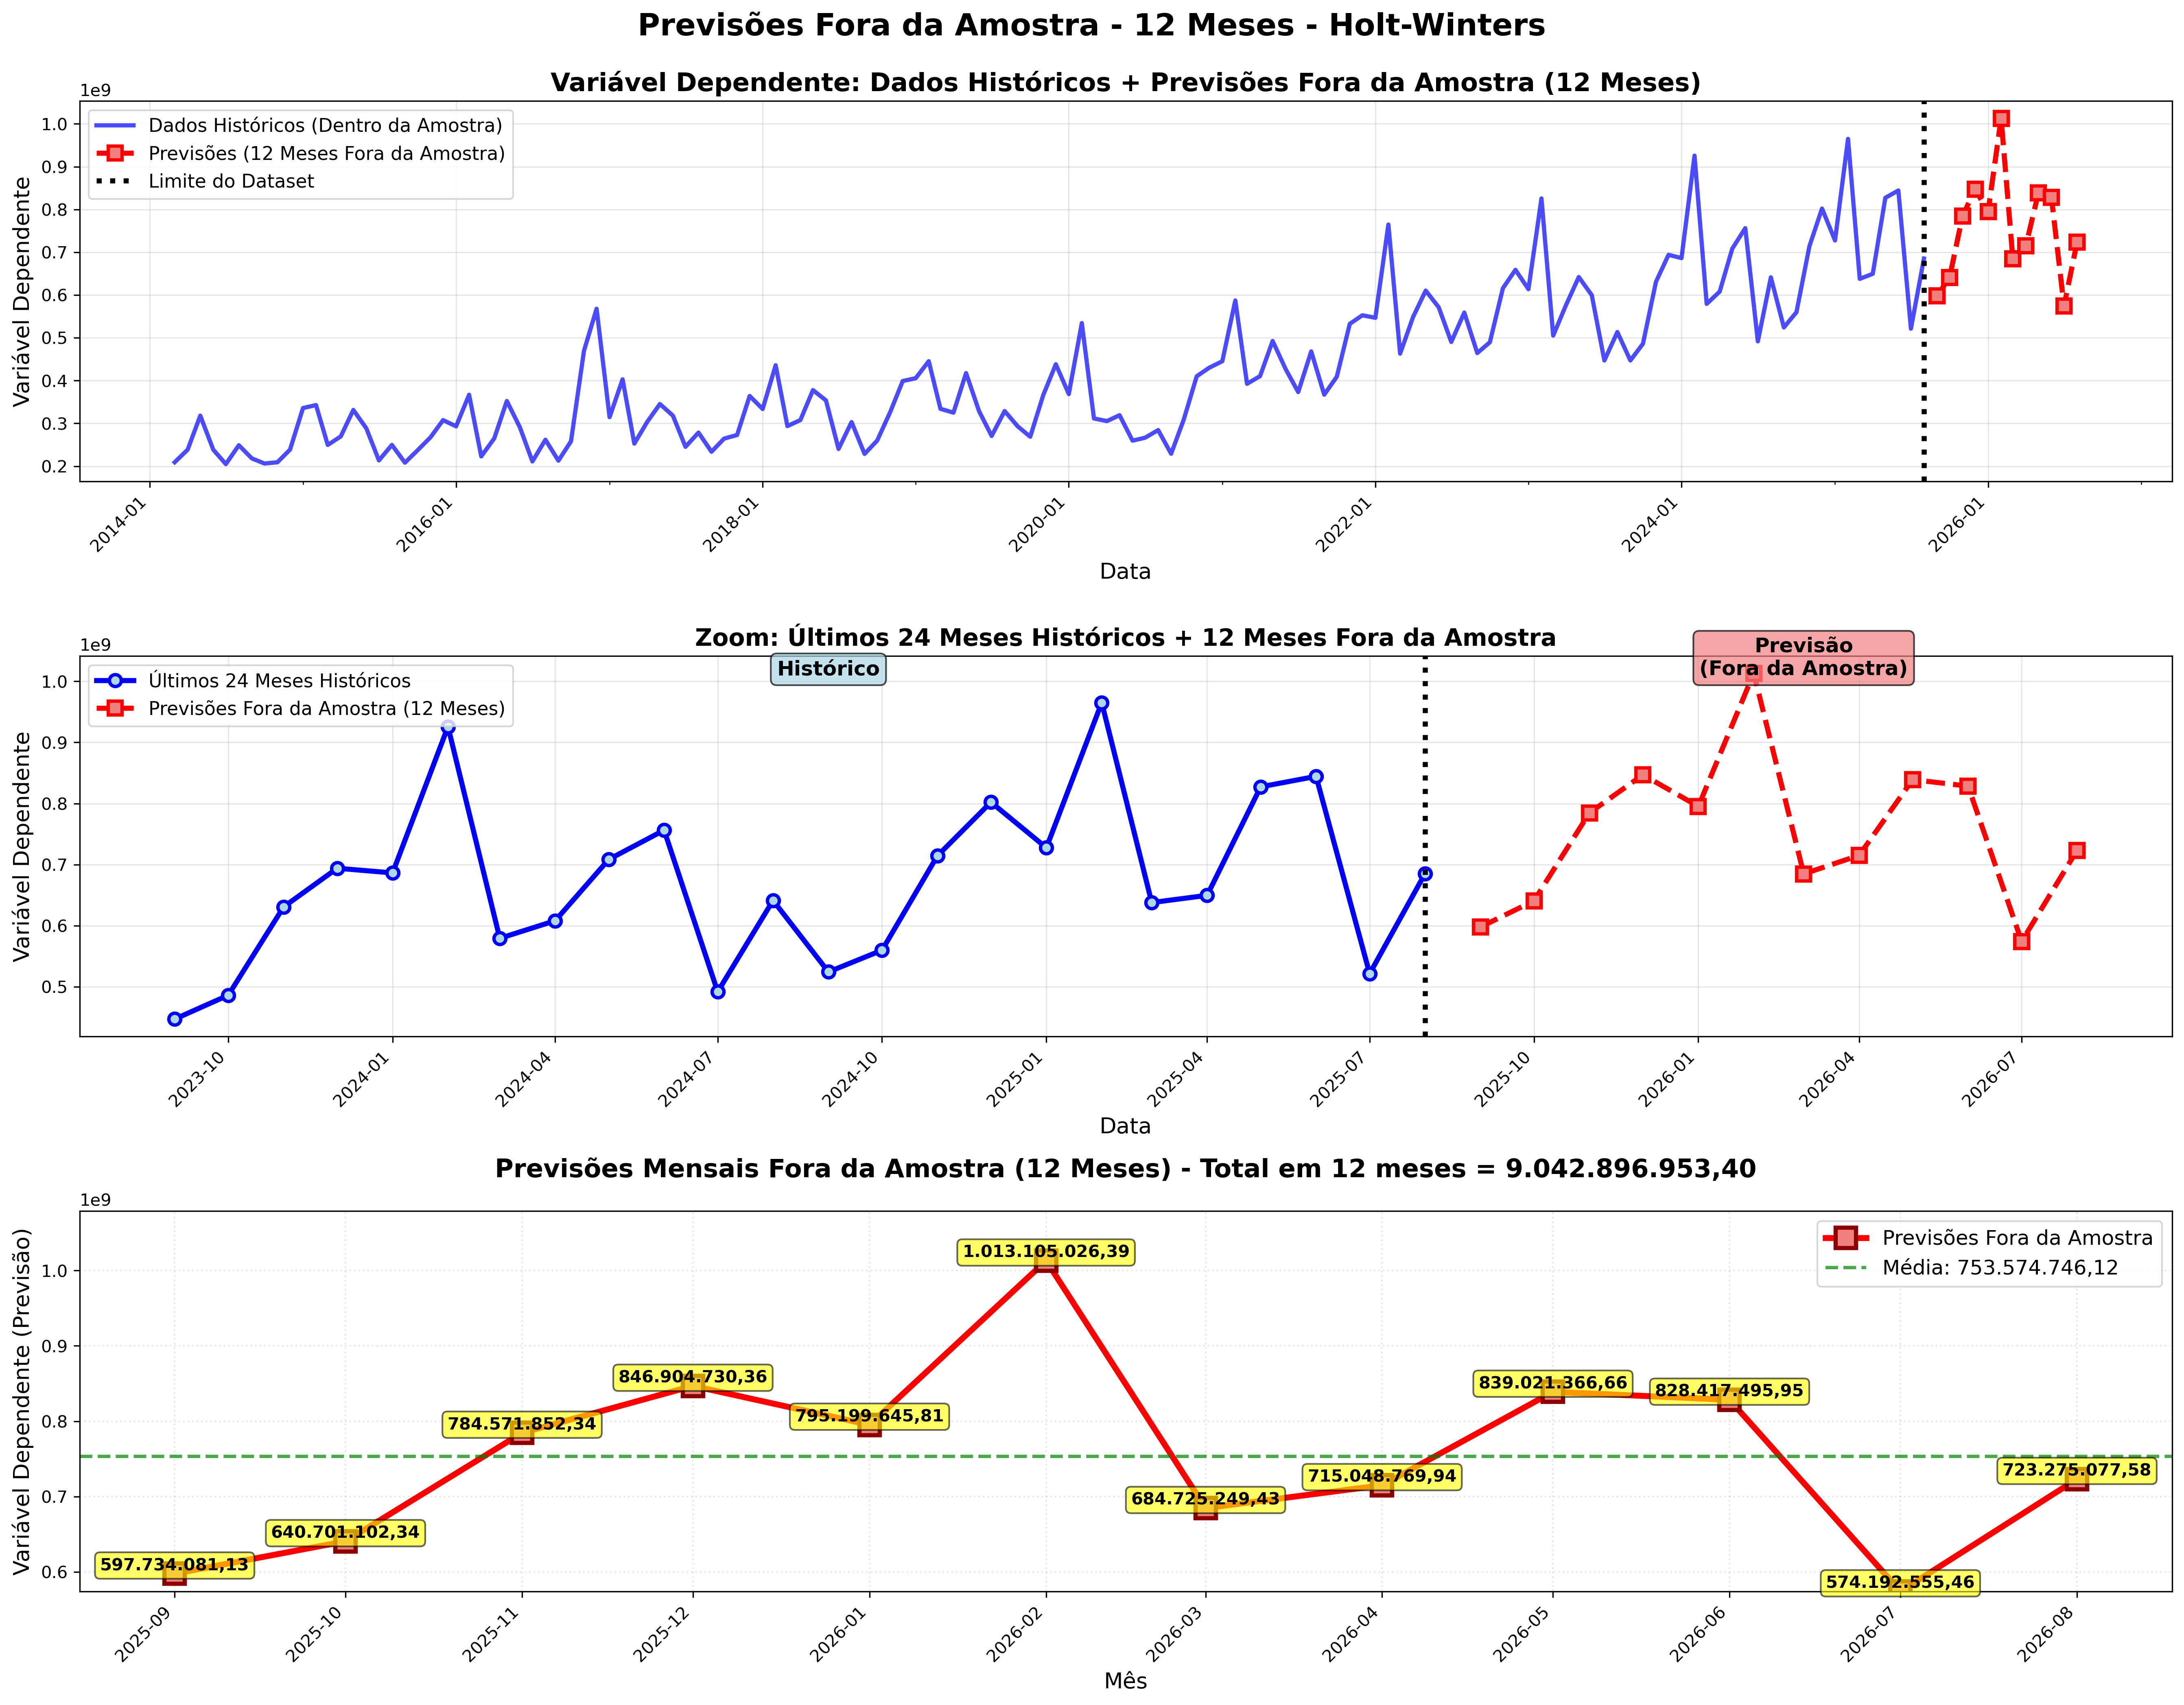 Previsões Fora da Amostra - 12 Meses - Holt-Winters
Variável Dependente: Dados Históricos + Previsões Fora da Amostra (12 Meses)
1e9
Dados Históricos (Dentro da Amostra)
Previsões (12 Meses Fora da Amostra)
Limite do Dataset
Variável Dependente
1.0
0.9
0.8
0.7
0.6
0.5
0.4
0.3
0.2
2014-01
2016-01
2018-01
2020-01
2022-01
2024-01
2026-01
Data
Zoom: Últimos 24 Meses Históricos + 12 Meses Fora da Amostra
1e9
Últimos 24 Meses Históricos
Previsões Fora da Amostra (12 Meses)
Histórico
Previsão
(Fora da Amostra)
Variável Dependente
1.0
0.9
0.8
0.7
0.6
0.5
2023-10
2024-01
2024-04
2024-07
2024-10
2025-01
2025-04
2025-07
2025-10
2026-01
2026-04
2026-07
Data
Previsões Mensais Fora da Amostra (12 Meses) - Total em 12 meses = 9.042.896.953,40
1e9
Previsões Fora da Amostra
Média: 753.574.746,12
Variável Dependente (Previsão)
1.0
0.9
0.8
0.7
0.6
597.734.081,13
640.701.102,34
784.571.852,34
846.904.730,36
795.199.645,81
1.013.105.026,39
684.725.249,43
715.048.769,94
839.021.366,66
828.417.495,95
574.192.555,46
723.275.077,58
2025-09
2025-10
2025-11
2025-12
2026-01
2026-02
2026-03
2026-04
2026-05
2026-06
2026-07
2026-08
Mês